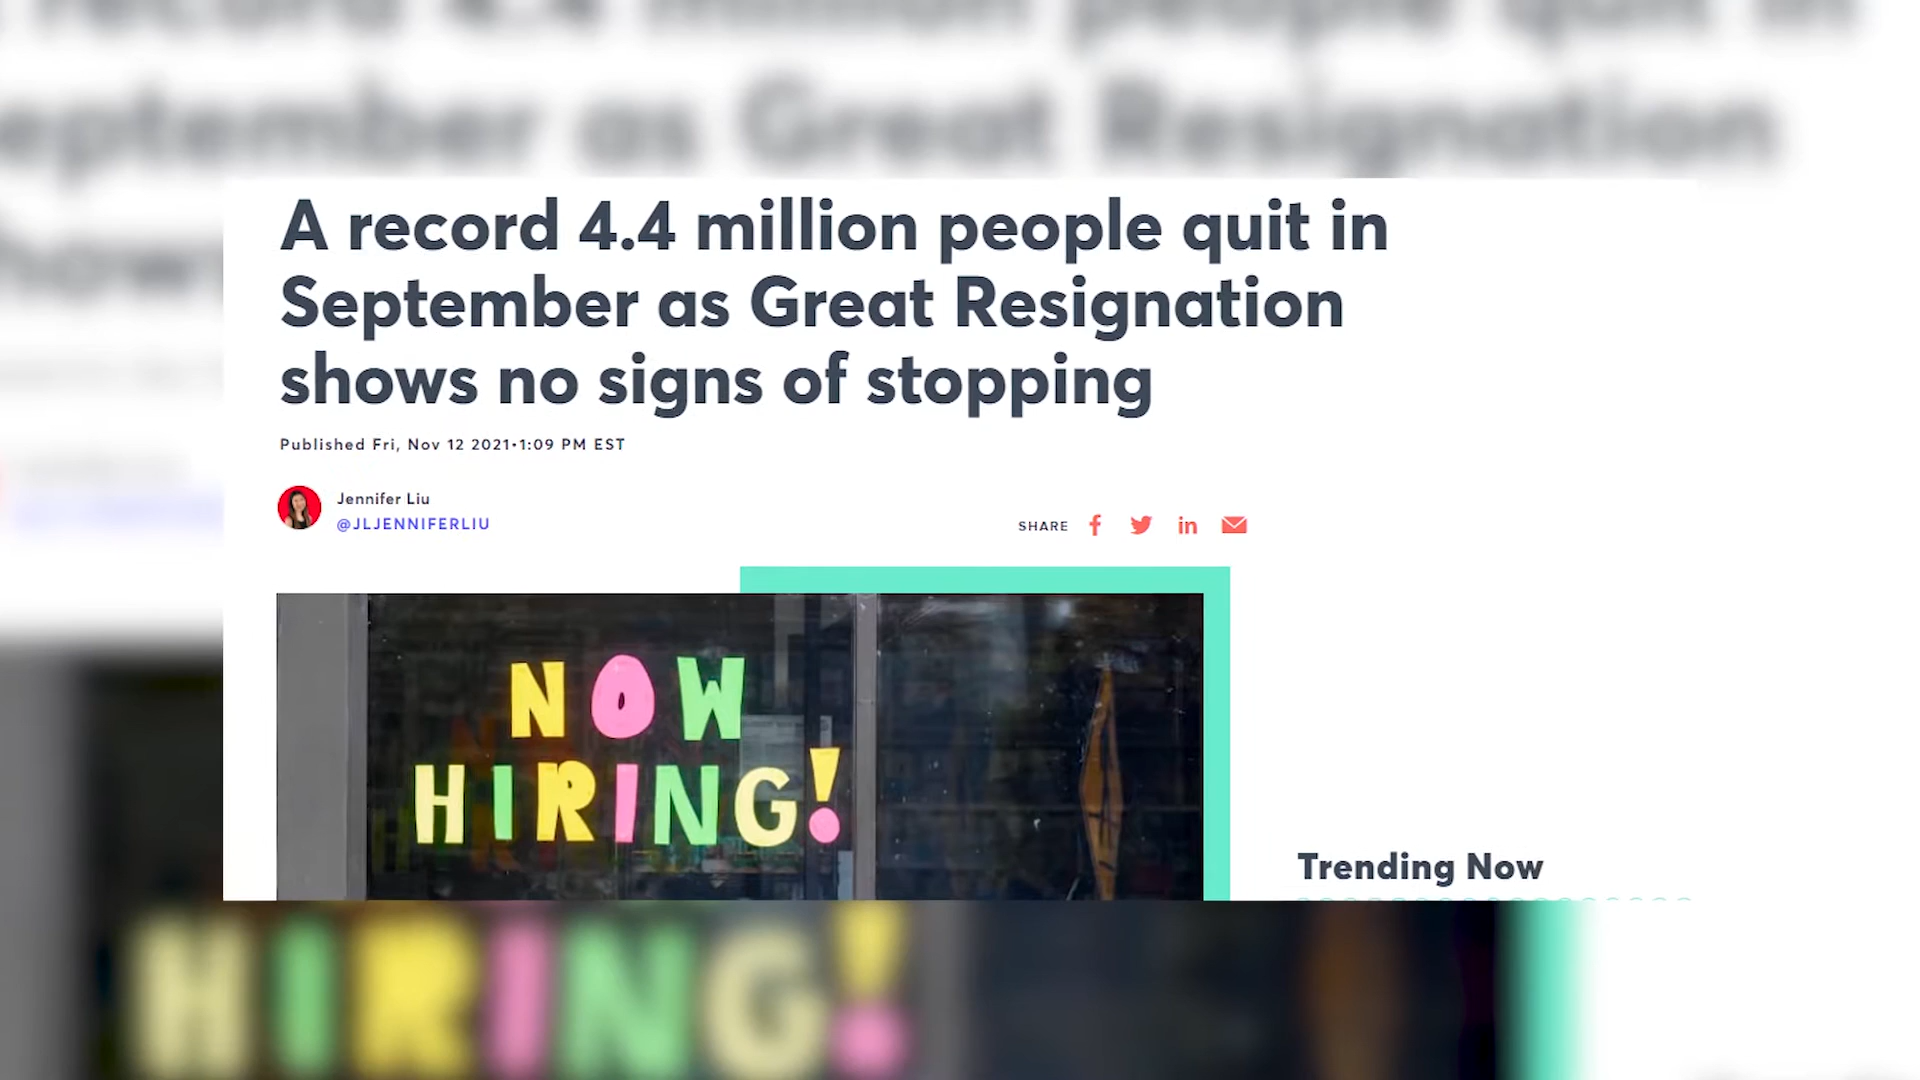 A record 4.4 million people quit in
September as Great Resignation
shows no signs of stopping
Published Fri, Nov 12 2021•1:09 PM EST
Jennifer Liu
@JLJENNIFERLIU
SHARE
NOW
HIRING!
Trending Now